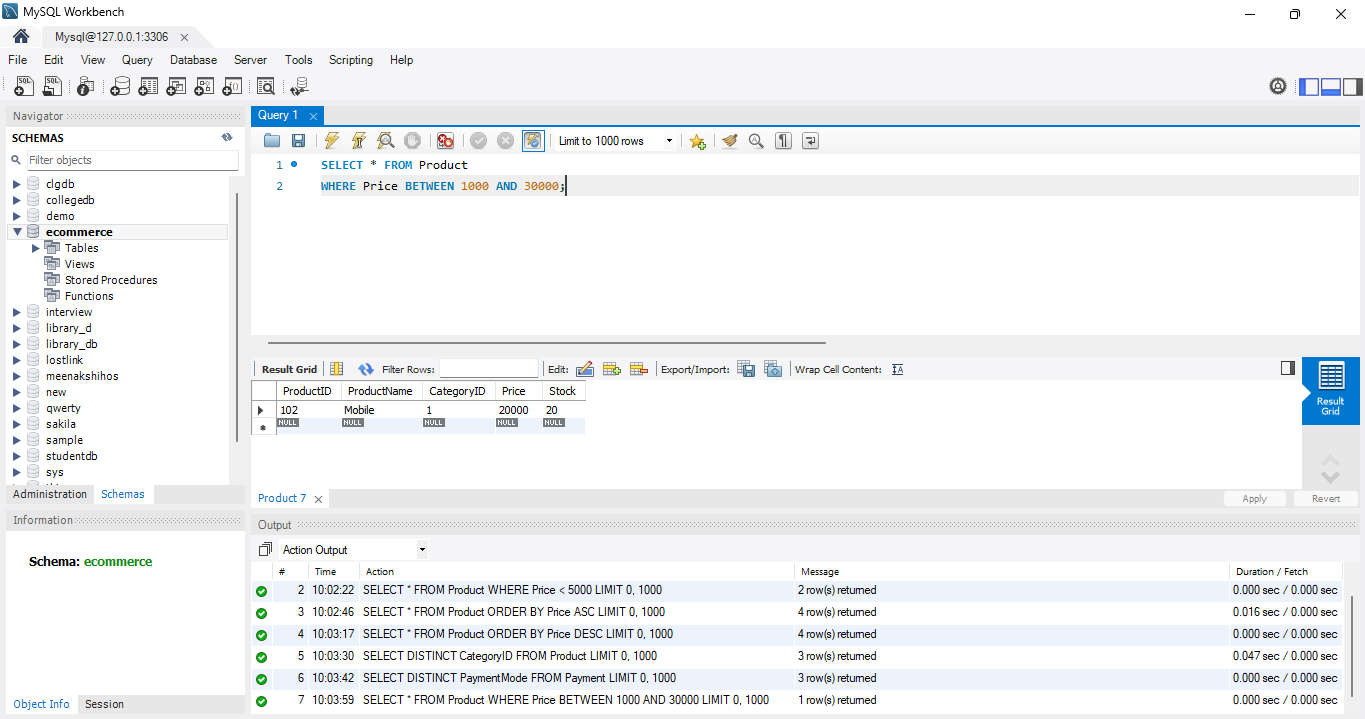 MySQL Workbench
Mysql@127.0.0.1:3306
File Edit View Query Database Server Tools Scripting Help
Navigator
SCHEMAS
Filter objects
clgdb
collegedb
demo
ecommerce
Tables
Views
Stored Procedures
Functions
interview
library_d
library_db
lostlink
meenakshihos
new
qwerty
sakila
sample
studentdb
sys
Administration Schemas
Information
Schema: ecommerce
Object Info Session
Query 1
Limit to 1000 rows
1 SELECT * FROM Product
2 WHERE Price BETWEEN 1000 AND 30000;
Result Grid Filter Rows: Edit: Export/Import: Wrap Cell Content:
ProductID ProductName CategoryID Price Stock
102 Mobile 1 20000 20
NULL NULL NULL NULL NULL
Result
Grid
Product 7 Apply Revert
Output
Action Output
# Time Action Message Duration / Fetch
2 10:02:22 SELECT * FROM Product WHERE Price < 5000 LIMIT 0, 1000 2 row(s) returned 0.000 sec / 0.000 sec
3 10:02:46 SELECT * FROM Product ORDER BY Price ASC LIMIT 0, 1000 4 row(s) returned 0.016 sec / 0.000 sec
4 10:03:17 SELECT * FROM Product ORDER BY Price DESC LIMIT 0, 1000 4 row(s) returned 0.000 sec / 0.000 sec
5 10:03:30 SELECT DISTINCT CategoryID FROM Product LIMIT 0, 1000 3 row(s) returned 0.047 sec / 0.000 sec
6 10:03:42 SELECT DISTINCT PaymentMode FROM Payment LIMIT 0, 1000 3 row(s) returned 0.000 sec / 0.000 sec
7 10:03:59 SELECT * FROM Product WHERE Price BETWEEN 1000 AND 30000 LIMIT 0, 1000 1 row(s) returned 0.000 sec / 0.000 sec